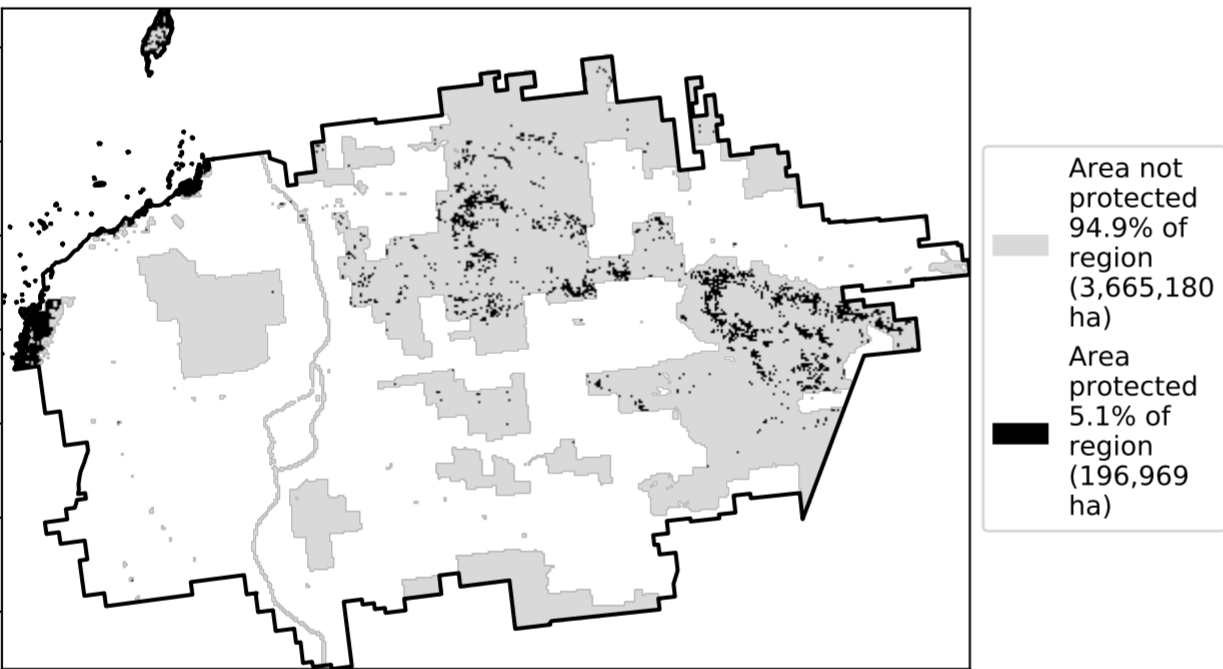 Area not
protected
94.9% of
region
(3,665,180
ha)
Area
protected
5.1% of
region
(196,969
ha)